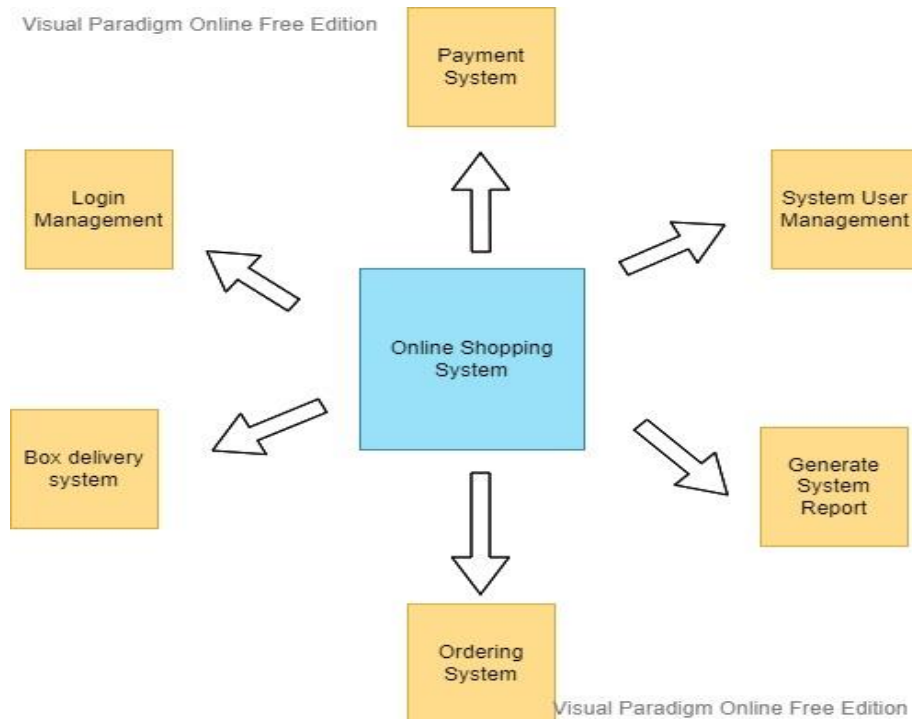 Visual Paradigm Online Free Edition
Payment
System
Login
Management
System User
Management
Online Shopping
System
Box delivery
system
Generate
System
Report
Ordering
System
Visual Paradigm Online Free Edition